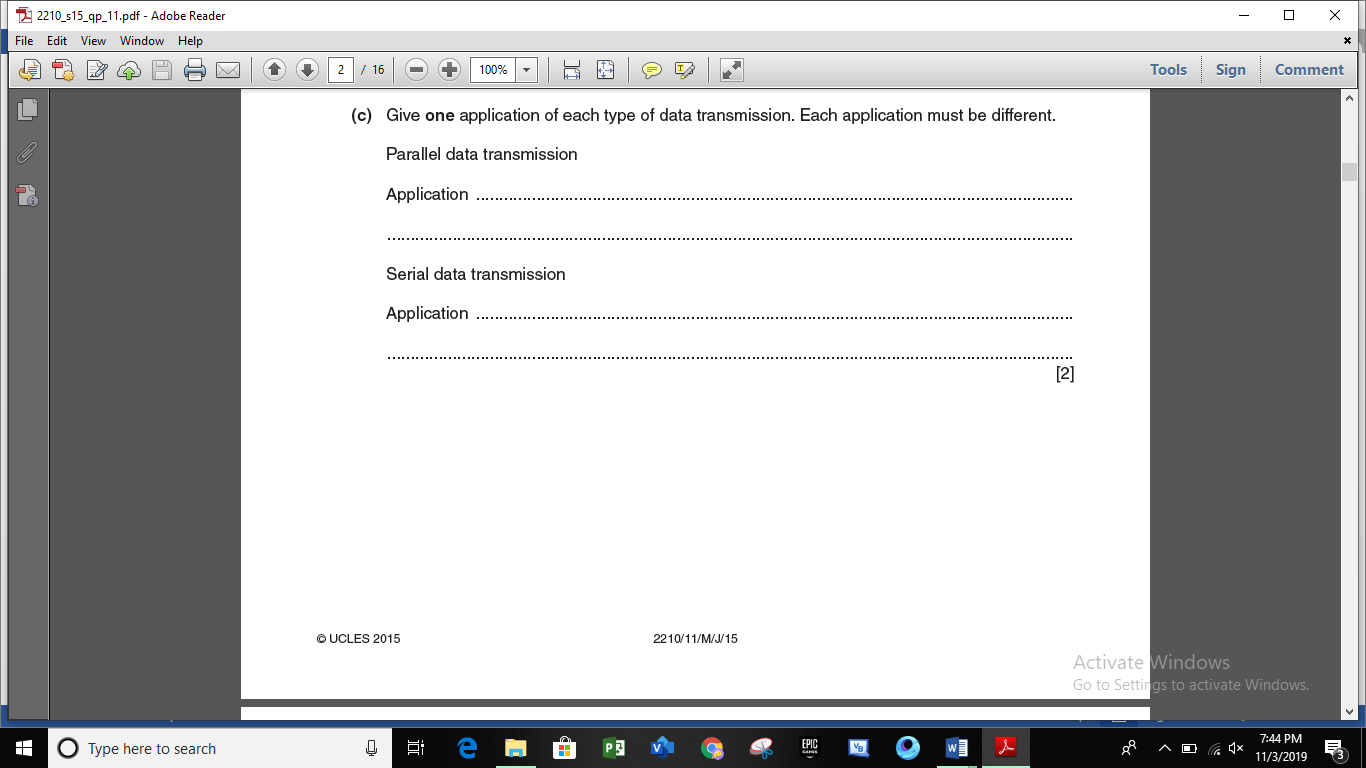 2210_s15_qp_11.pdf - Adobe Reader
File Edit View Window Help
2 / 16 100% Tools Sign Comment
(c) Give one application of each type of data transmission. Each application must be different.
Parallel data transmission
Application ....................................................................................................................................
.......................................................................................................................................................
Serial data transmission
Application ....................................................................................................................................
.......................................................................................................................................................
[2]
© UCLES 2015 2210/11/M/J/15
Activate Windows
Go to Settings to activate Windows.
Type here to search
7:44 PM
11/3/2019
3